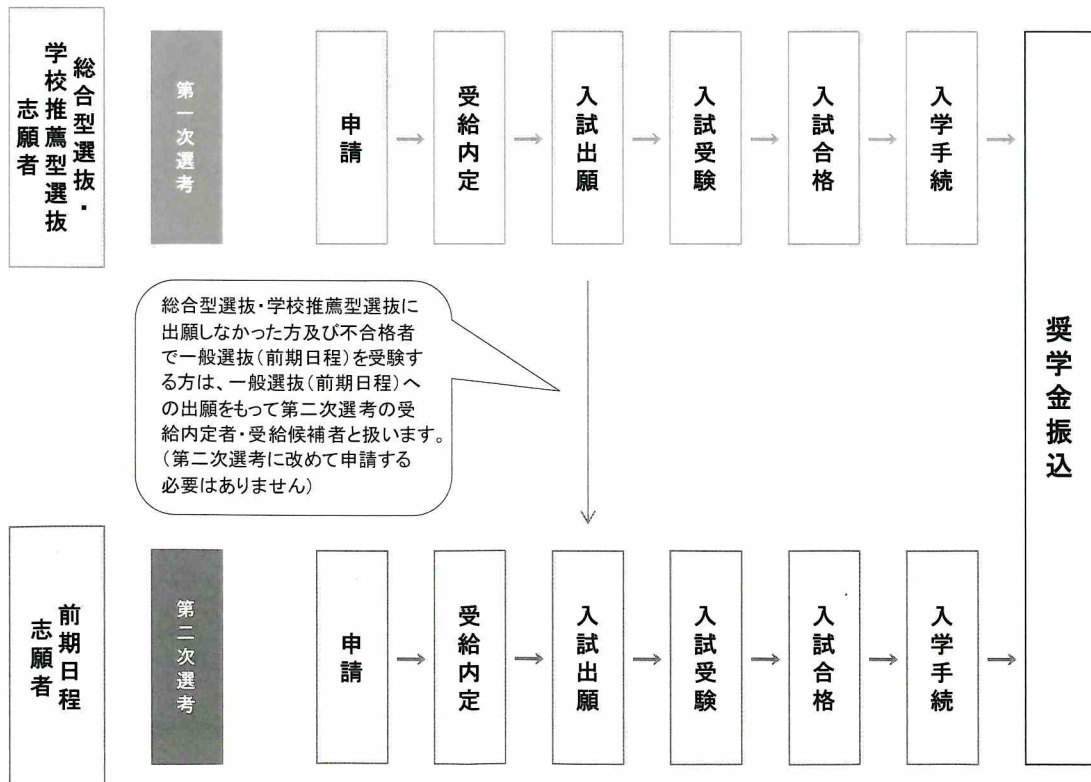 総合型選抜・
学校推薦型選抜
志願者
第一次選考
申請
→
受給内定
→
入試出願
→
入試受験
→
入試合格
→
入学手続
→
総合型選抜・学校推薦型選抜に
出願しなかった方及び不合格者
で一般選抜(前期日程)を受験す
る方は、一般選抜(前期日程)へ
の出願をもって第二次選考の受
給内定者・受給候補者と扱います。
(第二次選考に改めて申請する
必要はありません)
奨学金振込
前期日程
志願者
第二次選考
申請
→
受給内定
→
入試出願
→
入試受験
→
入試合格
→
入学手続
→